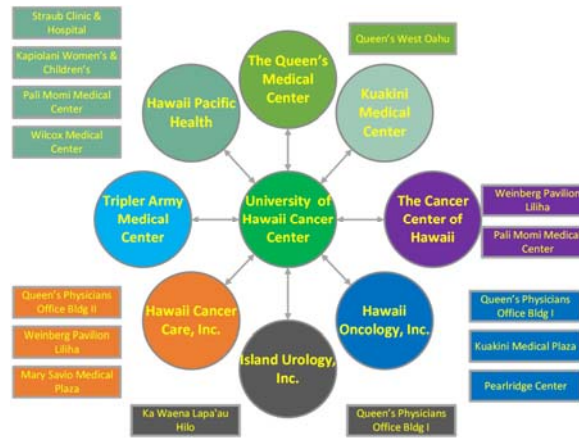 Straub Clinic &
Hospital
Kapiolani Women's &
Children's
Pali Momi Medical
Center
Wilcox Medical
Center
Queen's West Oahu
The Queen's
Medical
Center
Hawaii Pacific
Health
Kuakini
Medical
Center
Tripler Army
Medical
Center
University of
Hawaii Cancer
Center
The Cancer
Center of
Hawaii
Weinberg Pavilion
Liliha
Pali Momi Medical
Center
Queen's Physicians
Office Bldg II
Weinberg Pavilion
Liliha
Mary Savio Medical
Plaza
Hawaii Cancer
Care, Inc.
Island Urology,
Inc.
Hawaii
Oncology, Inc.
Queen's Physicians
Office Bldg I
Kuakini Medical Plaza
Pearlridge Center
Ka Waena Lapa'au
Hilo
Queen's Physicians
Office Bldg I